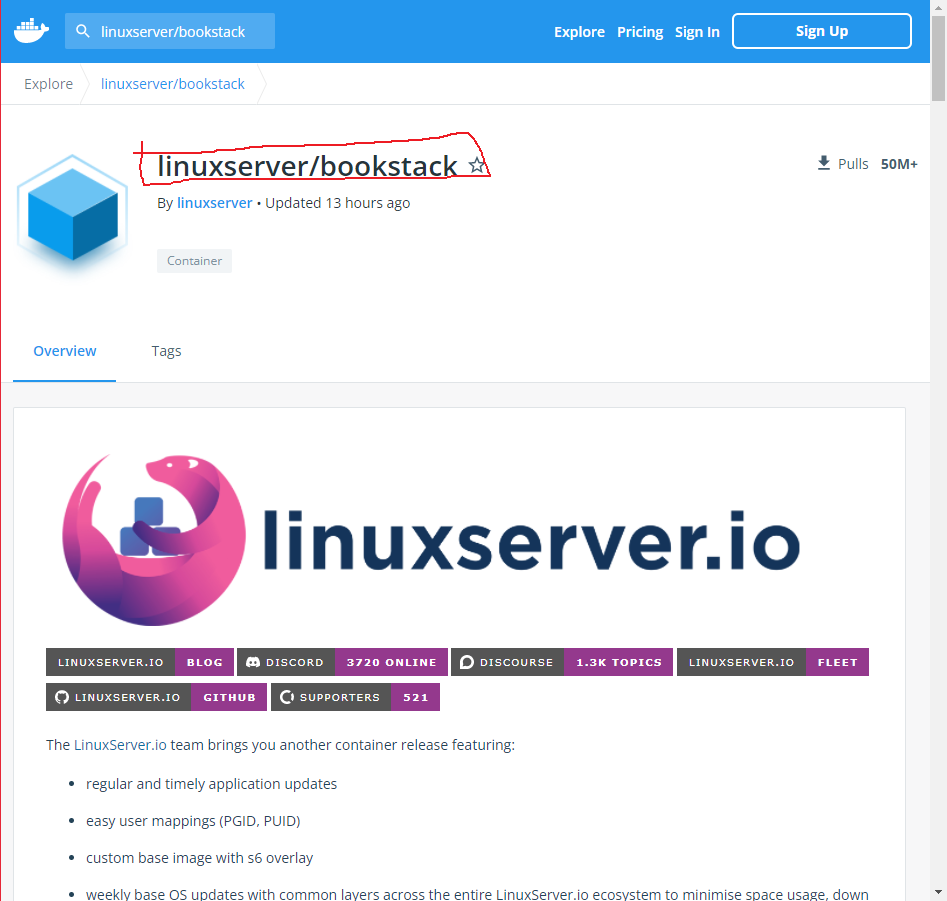 linuxserver/bookstack
Explore Pricing Sign In Sign Up
Explore linuxserver/bookstack
linuxserver/bookstack
Pulls 50M+
By linuxserver • Updated 13 hours ago
Container
Overview Tags
linuxserver.io
LINUXSERVER.IO BLOG DISCORD 3720 ONLINE DISCOURSE 1.3K TOPICS LINUXSERVER.IO FLEET
LINUXSERVER.IO GITHUB SUPPORTERS 521
The LinuxServer.io team brings you another container release featuring:
• regular and timely application updates
• easy user mappings (PGID, PUID)
• custom base image with s6 overlay
• weekly base OS updates with common layers across the entire LinuxServer.io ecosystem to minimise space usage, down